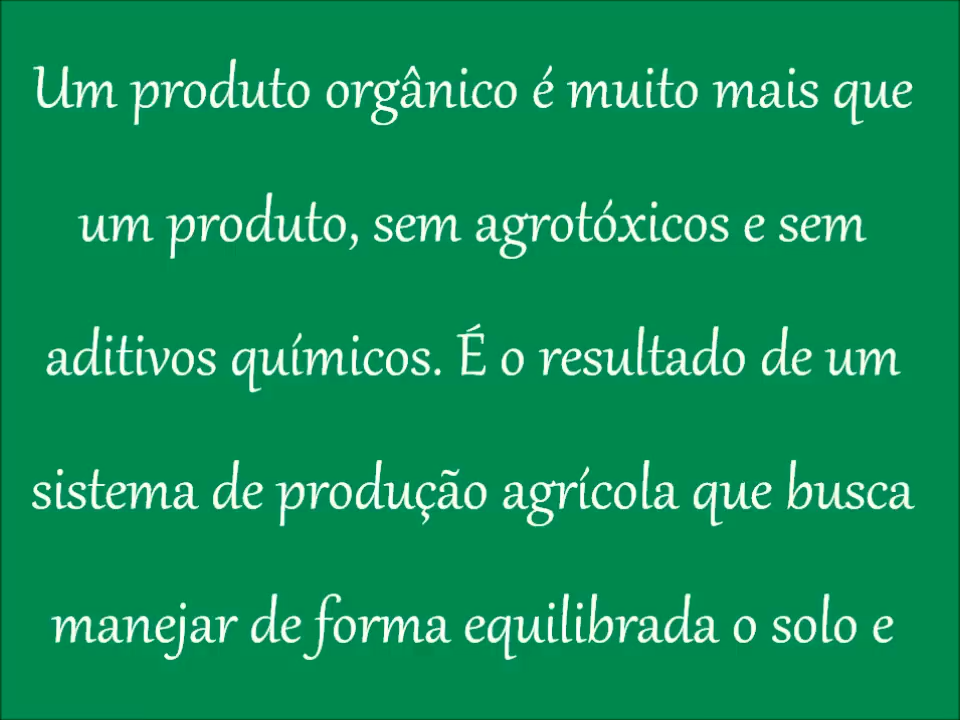 Um produto orgânico é muito mais que
um produto, sem agrotóxicos e sem
aditivos químicos. É o resultado de um
sistema de produção agrícola que busca
manejar de forma equilibrada o solo e